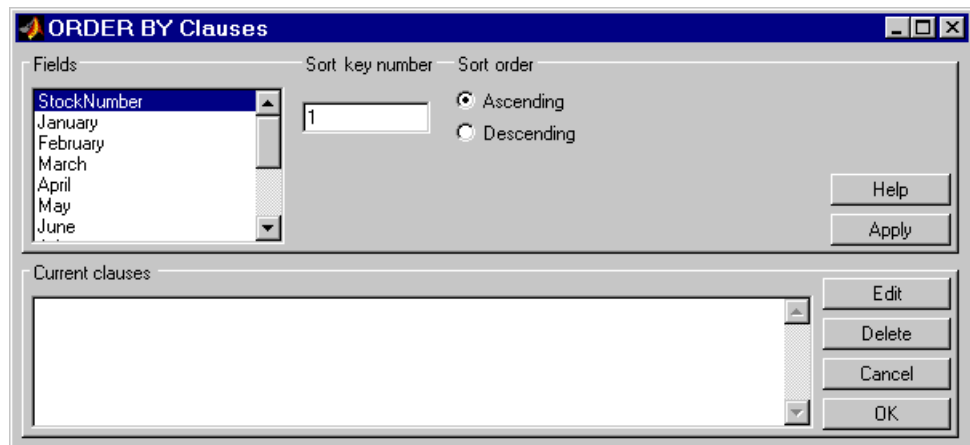 ORDER BY Clauses
Fields
Sort key number
Sort order
StockNumber
January
February
March
April
May
June
1
Ascending
Descending
Help
Apply
Current clauses
Edit
Delete
Cancel
OK